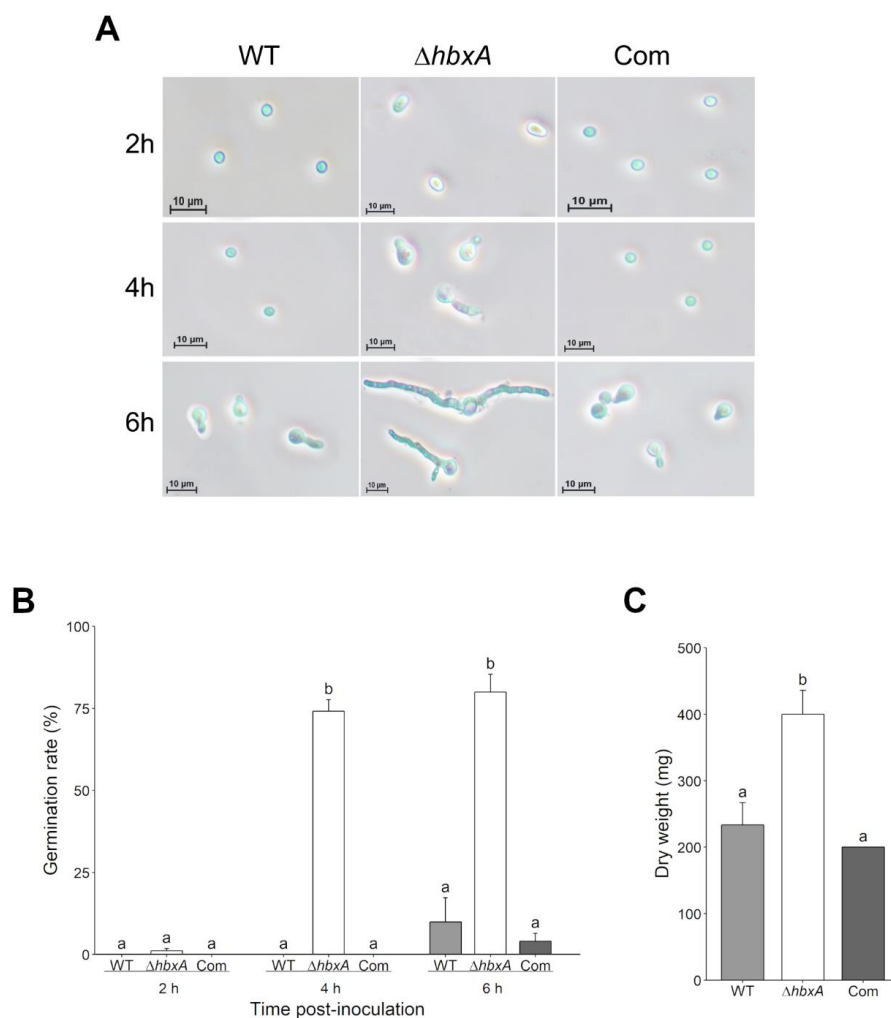 A
WT ΔhbxA Com
2h
10 µm 10 µm 10 µm
4h
10 µm 10 µm 10 µm
6h
10 µm 10 µm 10 µm
B
Germination rate (%)
100
75
50
25
0
a a a a b a a b a
WT ΔhbxA Com WT ΔhbxA Com WT ΔhbxA Com
2 h 4 h 6 h
Time post-inoculation
C
Dry weight (mg)
500
400
300
200
100
0
a b a
WT ΔhbxA Com